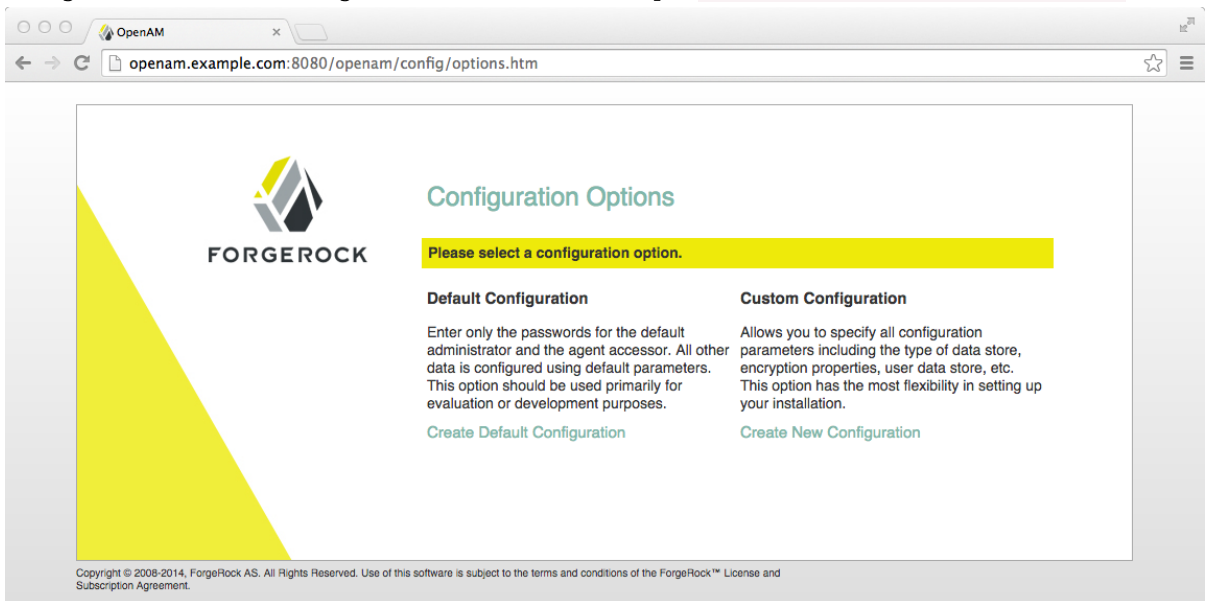 OpenAM
openam.example.com:8080/openam/config/options.htm
FORGEROCK
Configuration Options
Please select a configuration option.
Default Configuration
Enter only the passwords for the default
administrator and the agent accessor. All other
data is configured using default parameters.
This option should be used primarily for
evaluation or development purposes.
Create Default Configuration
Custom Configuration
Allows you to specify all configuration
parameters including the type of data store,
encryption properties, user data store, etc.
This option has the most flexibility in setting up
your installation.
Create New Configuration
Copyright © 2008-2014, ForgeRock AS. All Rights Reserved. Use of this software is subject to the terms and conditions of the ForgeRock™ License and
Subscription Agreement.